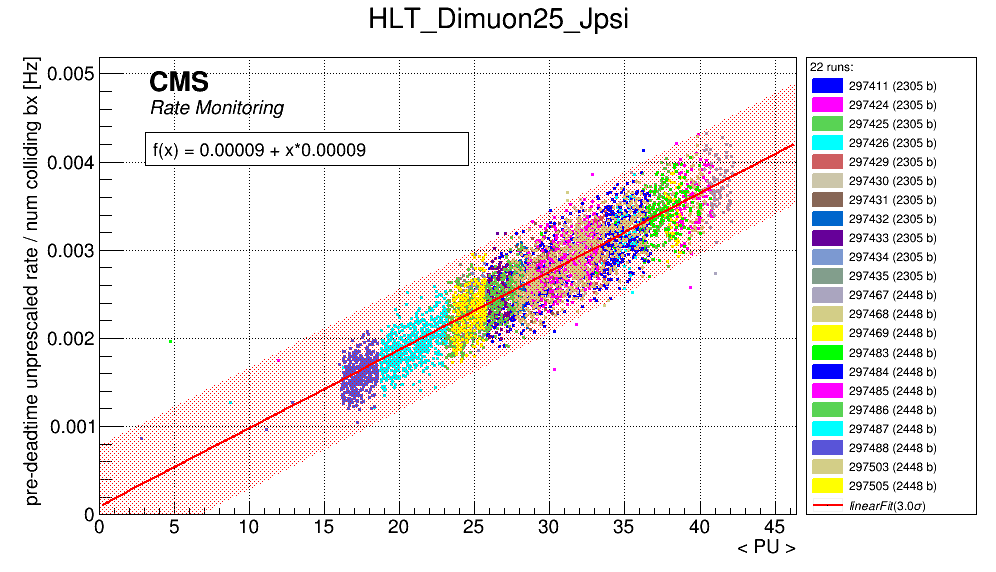 HLT_Dimuon25_Jpsi
pre-deadtime unprescaled rate / num colliding bx [Hz]
0.005
0.004
0.003
0.002
0.001
0
CMS
Rate Monitoring
f(x) = 0.00009 + x*0.00009
0 5 10 15 20 25 30 35 40 45
< PU >
22 runs:
297411 (2305 b)
297424 (2305 b)
297425 (2305 b)
297426 (2305 b)
297429 (2305 b)
297430 (2305 b)
297431 (2305 b)
297432 (2305 b)
297433 (2305 b)
297434 (2305 b)
297435 (2305 b)
297467 (2448 b)
297468 (2448 b)
297469 (2448 b)
297483 (2448 b)
297484 (2448 b)
297485 (2448 b)
297486 (2448 b)
297487 (2448 b)
297488 (2448 b)
297503 (2448 b)
297505 (2448 b)
linearFit(3.0σ)